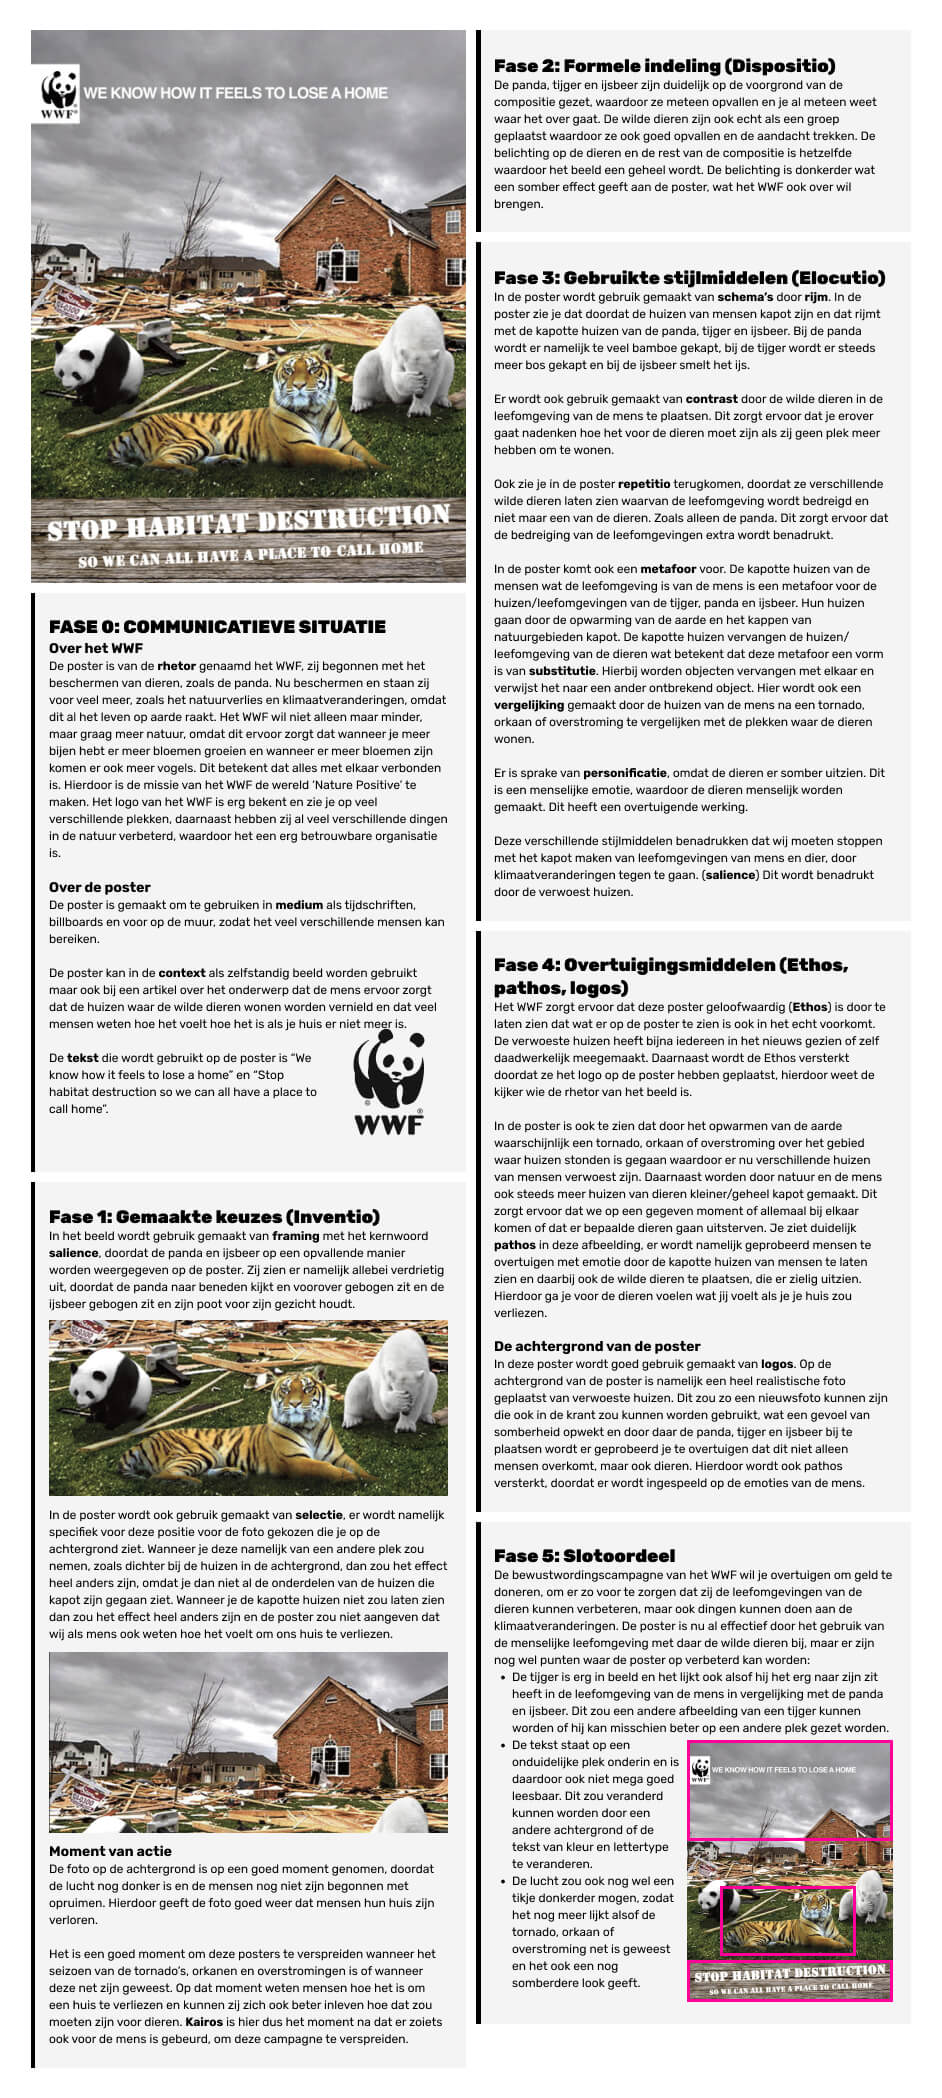 WWF
WE KNOW HOW IT FEELS TO LOSE A HOME
STOP HABITAT DESTRUCTION
SO WE CAN ALL HAVE A PLACE TO CALL HOME
FASE 0: COMMUNICATIEVE SITUATIE
Over het WWF
De poster is van de rhetor genaamd het WWF, zij begonnen met het
beschermen van dieren, zoals de panda. Nu beschermen en staan zij
voor veel meer, zoals het natuurverlies en klimaatveranderingen, omdat
dit al het leven op aarde raakt. Het WWF wil niet alleen maar minder,
maar graag meer natuur, omdat dit ervoor zorgt dat wanneer je meer
bijen hebt er meer bloemen groeien en wanneer er meer bloemen zijn
komen er ook meer vogels. Dit betekent dat alles met elkaar verbonden
is. Hierdoor is de missie van het WWF de wereld ‘Nature Positive’ te
maken. Het logo van het WWF is erg bekent en zie je op veel
verschillende plekken, daarnaast hebben zij al veel verschillende dingen
in de natuur verbeterd, waardoor het een erg betrouwbare organisatie
is.
Over de poster
De poster is gemaakt om te gebruiken in medium als tijdschriften,
billboards en voor op de muur, zodat het veel verschillende mensen kan
bereiken.
De poster kan in de context als zelfstandig beeld worden gebruikt
maar ook bij een artikel over het onderwerp dat de mens ervoor zorgt
dat de huizen waar de wilde dieren wonen worden vernield en dat veel
mensen weten hoe het voelt hoe het is als je huis er niet meer is.
De tekst die wordt gebruikt op de poster is “We
know how it feels to lose a home” en “Stop
habitat destruction so we can all have a place to
call home”.
WWF
Fase 1: Gemaakte keuzes (Inventio)
In het beeld wordt gebruik gemaakt van framing met het kernwoord
salience, doordat de panda en ijsbeer op een opvallende manier
worden weergegeven op de poster. Zij zien er namelijk allebei verdrietig
uit, doordat de panda naar beneden kijkt en voorover gebogen zit en de
ijsbeer gebogen zit en zijn poot voor zijn gezicht houdt.
In de poster wordt ook gebruik gemaakt van selectie, er wordt namelijk
specifiek voor deze positie voor de foto gekozen die je op de
achtergrond ziet. Wanneer je deze namelijk van een andere plek zou
nemen, zoals dichter bij de huizen in de achtergrond, dan zou het effect
heel anders zijn, omdat je dan niet al de onderdelen van de huizen die
kapot zijn gegaan ziet. Wanneer je de kapotte huizen niet zou laten zien
dan zou het effect heel anders zijn en de poster zou niet aangeven dat
wij als mens ook weten hoe het voelt om ons huis te verliezen.
Moment van actie
De foto op de achtergrond is op een goed moment genomen, doordat
de lucht nog donker is en de mensen nog niet zijn begonnen met
opruimen. Hierdoor geeft de foto goed weer dat mensen hun huis zijn
verloren.
Het is een goed moment om deze posters te verspreiden wanneer het
seizoen van de tornado’s, orkanen en overstromingen is of wanneer
deze net zijn geweest. Op dat moment weten mensen hoe het is om
een huis te verliezen en kunnen zij zich ook beter inleven hoe dat zou
moeten zijn voor dieren. Kairos is hier dus het moment na dat er zoiets
ook voor de mens is gebeurd, om deze campagne te verspreiden.
Fase 2: Formele indeling (Dispositio)
De panda, tijger en ijsbeer zijn duidelijk op de voorgrond van de
compositie gezet, waardoor ze meteen opvallen en je al meteen weet
waar het over gaat. De wilde dieren zijn ook echt als een groep
geplaatst waardoor ze ook goed opvallen en de aandacht trekken. De
belichting op de dieren en de rest van de compositie is hetzelfde
waardoor het beeld een geheel wordt. De belichting is donkerder wat
een somber effect geeft aan de poster, wat het WWF ook over wil
brengen.
Fase 3: Gebruikte stijlmiddelen (Elocutio)
In de poster wordt gebruik gemaakt van schema’s door rijm. In de
poster zie je dat doordat de huizen van mensen kapot zijn en dat rijmt
met de kapotte huizen van de panda, tijger en ijsbeer. Bij de panda
wordt er namelijk te veel bamboe gekapt, bij de tijger wordt er steeds
meer bos gekapt en bij de ijsbeer smelt het ijs.
Er wordt ook gebruik gemaakt van contrast door de wilde dieren in de
leefomgeving van de mens te plaatsen. Dit zorgt ervoor dat je erover
gaat nadenken hoe het voor de dieren moet zijn als zij geen plek meer
hebben om te wonen.
Ook zie je in de poster repetitio terugkomen, doordat ze verschillende
wilde dieren laten zien waarvan de leefomgeving wordt bedreigd en
niet maar een van de dieren. Zoals alleen de panda. Dit zorgt ervoor dat
de bedreiging van de leefomgevingen extra wordt benadrukt.
In de poster komt ook een metafoor voor. De kapotte huizen van de
mensen wat de leefomgeving is van de mens is een metafoor voor de
huizen/leefomgevingen van de tijger, panda en ijsbeer. Hun huizen
gaan door de opwarming van de aarde en het kappen van
natuurgebieden kapot. De kapotte huizen vervangen de huizen/
leefomgeving van de dieren wat betekent dat deze metafoor een vorm
is van substitutie. Hierbij worden objecten vervangen met elkaar en
verwijst het naar een ander ontbrekend object. Hier wordt ook een
vergelijking gemaakt door de huizen van de mens na een tornado,
orkaan of overstroming te vergelijken met de plekken waar de dieren
wonen.
Er is sprake van personificatie, omdat de dieren er somber uitzien. Dit
is een menselijke emotie, waardoor de dieren menselijk worden
gemaakt. Dit heeft een overtuigende werking.
Deze verschillende stijlmiddelen benadrukken dat wij moeten stoppen
met het kapot maken van leefomgevingen van mens en dier, door
klimaatveranderingen tegen te gaan. (salience) Dit wordt benadrukt
door de verwoest huizen.
Fase 4: Overtuigingsmiddelen (Ethos,
pathos, logos)
Het WWF zorgt ervoor dat deze poster geloofwaardig (Ethos) is door te
laten zien dat wat er op de poster te zien is ook in het echt voorkomt.
De verwoeste huizen heeft bijna iedereen in het nieuws gezien of zelf
daadwerkelijk meegemaakt. Daarnaast wordt de Ethos versterkt
doordat ze het logo op de poster hebben geplaatst, hierdoor weet de
kijker wie de rhetor van het beeld is.
In de poster is ook te zien dat door het opwarmen van de aarde
waarschijnlijk een tornado, orkaan of overstroming over het gebied
waar huizen stonden is gegaan waardoor er nu verschillende huizen
van mensen verwoest zijn. Daarnaast worden door natuur en de mens
ook steeds meer huizen van dieren kleiner/geheel kapot gemaakt. Dit
zorgt ervoor dat we op een gegeven moment of allemaal bij elkaar
komen of dat er bepaalde dieren gaan uitsterven. Je ziet duidelijk
pathos in deze afbeelding, er wordt namelijk geprobeerd mensen te
overtuigen met emotie door de kapotte huizen van mensen te laten
zien en daarbij ook de wilde dieren te plaatsen, die er zielig uitzien.
Hierdoor ga je voor de dieren voelen wat jij voelt als je je huis zou
verliezen.
De achtergrond van de poster
In deze poster wordt goed gebruik gemaakt van logos. Op de
achtergrond van de poster is namelijk een heel realistische foto
geplaatst van verwoeste huizen. Dit zou zo een nieuwsfoto kunnen zijn
die ook in de krant zou kunnen worden gebruikt, wat een gevoel van
somberheid opwekt en door daar de panda, tijger en ijsbeer bij te
plaatsen wordt er geprobeerd je te overtuigen dat dit niet alleen
mensen overkomt, maar ook dieren. Hierdoor wordt ook pathos
versterkt, doordat er wordt ingespeeld op de emoties van de mens.
Fase 5: Slotoordeel
De bewustwordingscampagne van het WWF wil je overtuigen om geld te
doneren, om er zo voor te zorgen dat zij de leefomgevingen van de
dieren kunnen verbeteren, maar ook dingen kunnen doen aan de
klimaatveranderingen. De poster is nu al effectief door het gebruik van
de menselijke leefomgeving met daar de wilde dieren bij, maar er zijn
nog wel punten waar de poster op verbeterd kan worden:
• De tijger is erg in beeld en het lijkt ook alsof hij het erg naar zijn zit
heeft in de leefomgeving van de mens in vergelijking met de panda
en ijsbeer. Dit zou een andere afbeelding van een tijger kunnen
worden of hij kan misschien beter op een andere plek gezet worden.
• De tekst staat op een
onduidelijke plek onderin en is
daardoor ook niet mega goed
leesbaar. Dit zou veranderd
kunnen worden door een
andere achtergrond of de
tekst van kleur en lettertype
te veranderen.
• De lucht zou ook nog wel een
tikje donkerder mogen, zodat
het nog meer lijkt alsof de
tornado, orkaan of
overstroming net is geweest
en het ook een nog
somberdere look geeft.
WWF
WE KNOW HOW IT FEELS TO LOSE A HOME
STOP HABITAT DESTRUCTION
SO WE CAN ALL HAVE A PLACE TO CALL HOME